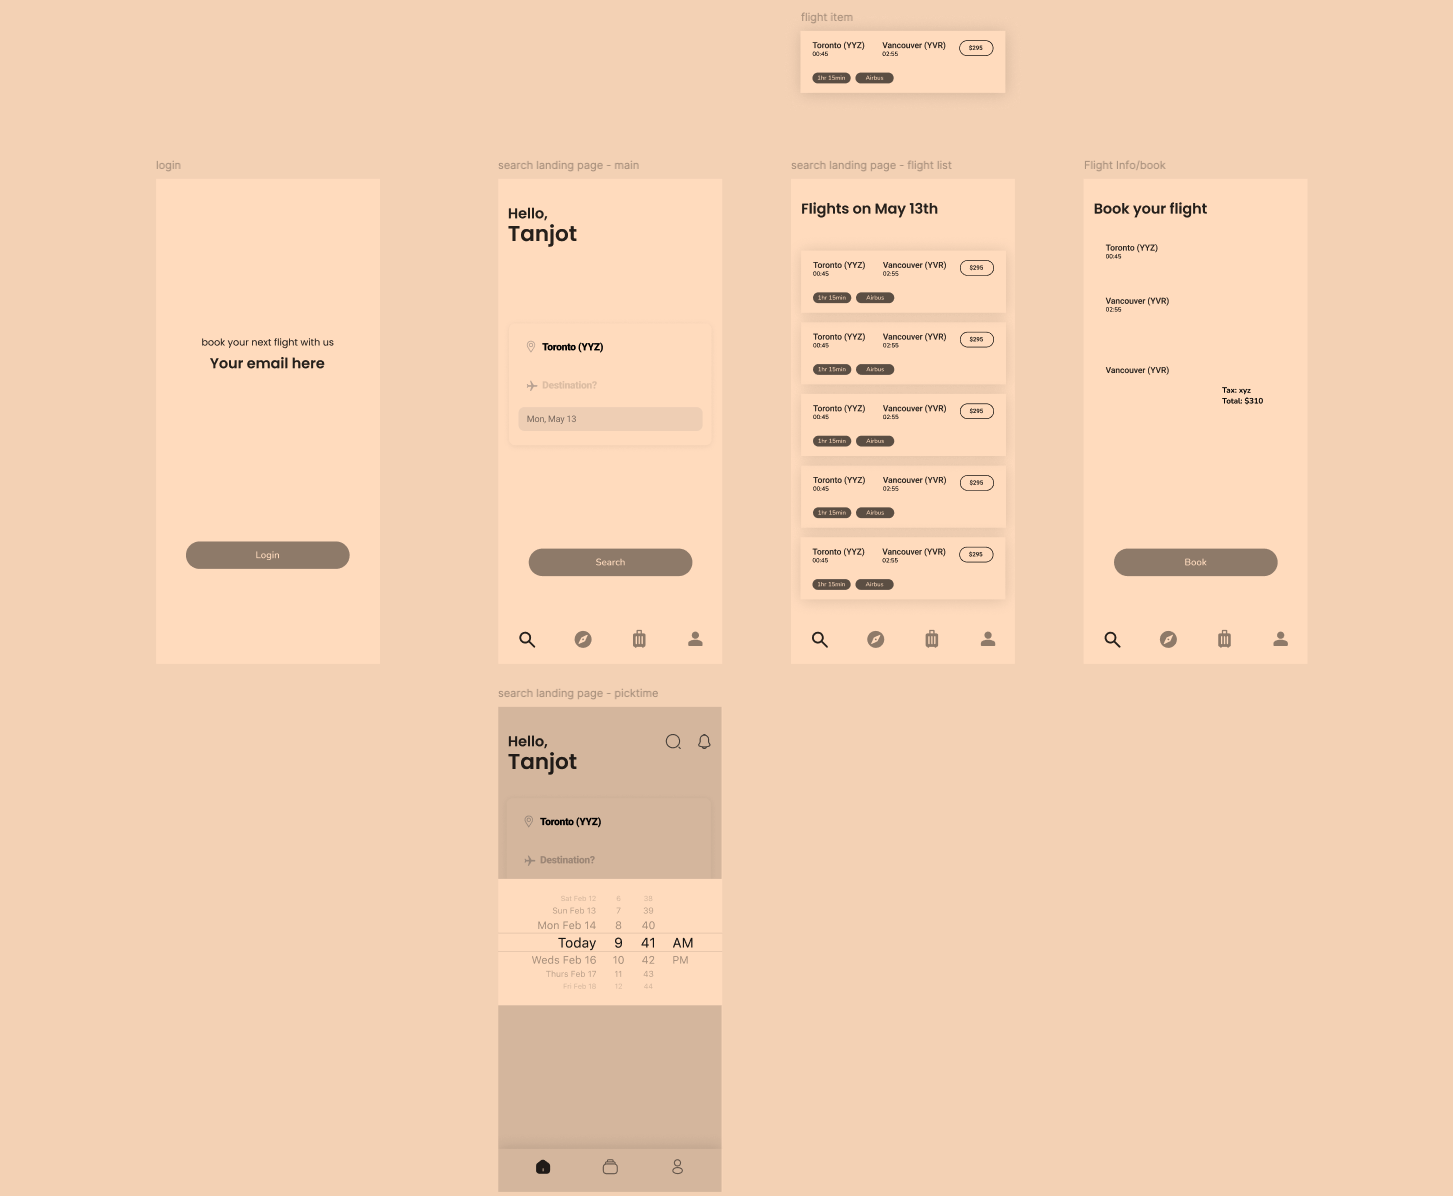 flight item
Toronto (YYZ) Vancouver (YVR) $295
00:45 02:55
1hr 15min Airbus
login
book your next flight with us
Your email here
Login
search landing page - main
Hello,
Tanjot
Toronto (YYZ)
Destination?
Mon, May 13
Search
search landing page - flight list
Flights on May 13th
Toronto (YYZ) Vancouver (YVR) $295
00:45 02:55
1hr 15min Airbus
Toronto (YYZ) Vancouver (YVR) $295
00:45 02:55
1hr 15min Airbus
Toronto (YYZ) Vancouver (YVR) $295
00:45 02:55
1hr 15min Airbus
Toronto (YYZ) Vancouver (YVR) $295
00:45 02:55
1hr 15min Airbus
Toronto (YYZ) Vancouver (YVR) $295
00:45 02:55
1hr 15min Airbus
Flight Info/book
Book your flight
Toronto (YYZ)
00:45
Vancouver (YVR)
02:55
Vancouver (YVR)
Tax: xyz
Total: $310
Book
search landing page - picktime
Hello,
Tanjot
Toronto (YYZ)
Destination?
Sat Feb 12 6 38
Sun Feb 13 7 39
Mon Feb 14 8 40
Today 9 41 AM
Weds Feb 16 10 42 PM
Thurs Feb 17 11 43
Fri Feb 18 12 44